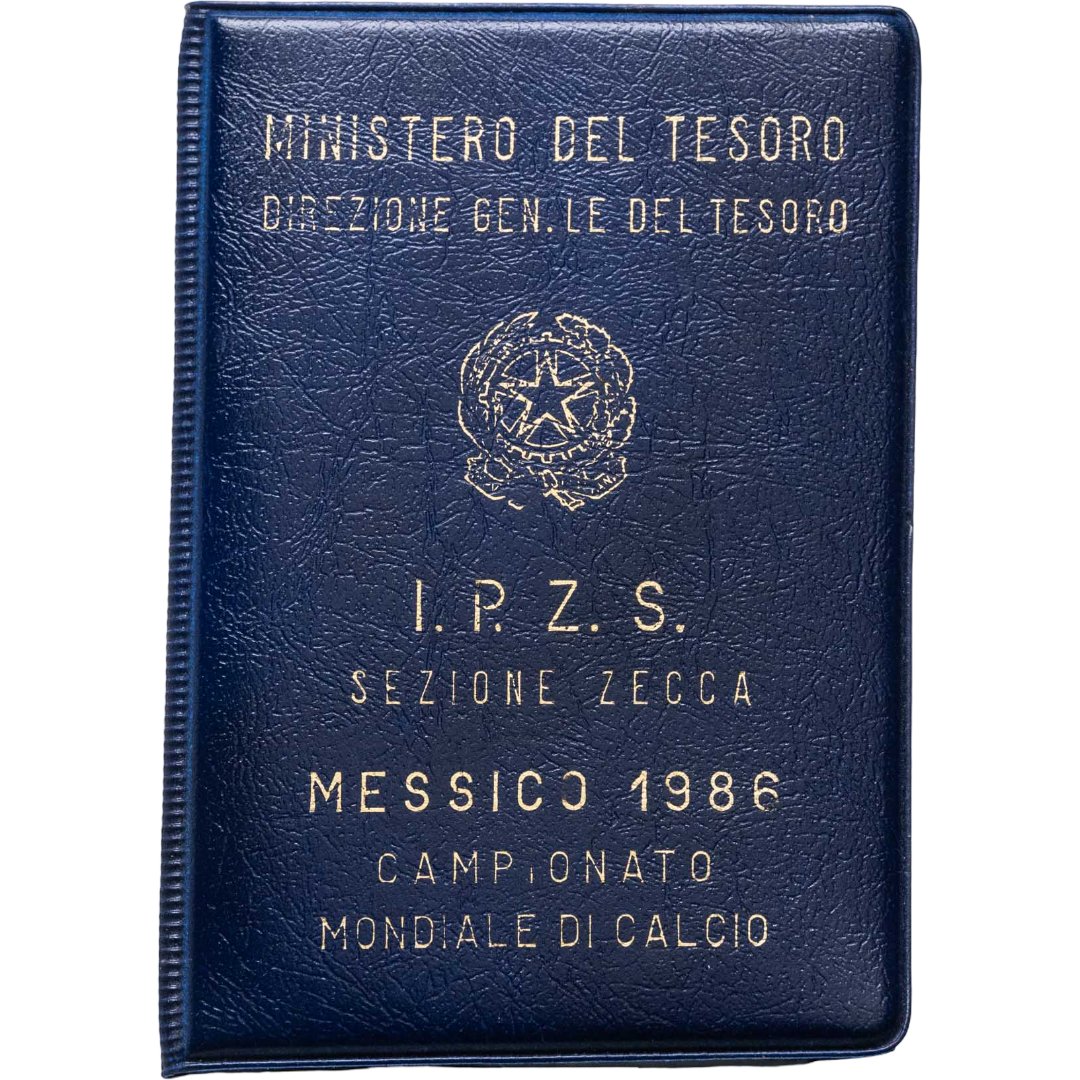 MINISTERO DEL TESORO
DIREZIONE GEN.LE DEL TESORO
I. P. Z. S.
SEZIONE ZECCA
MESSICO 1986
CAMPIONATO
MONDIALE DI CALCIO